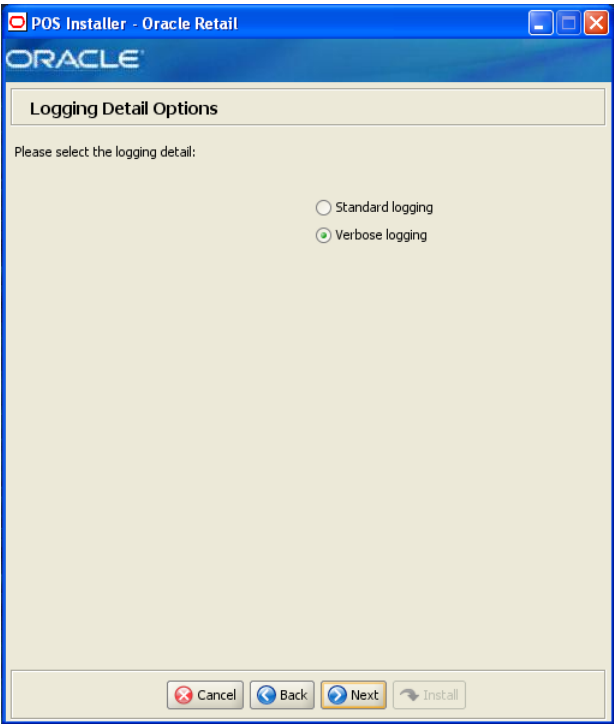 POS Installer - Oracle Retail
ORACLE
Logging Detail Options
Please select the logging detail:
Standard logging
Verbose logging
Cancel Back Next Install